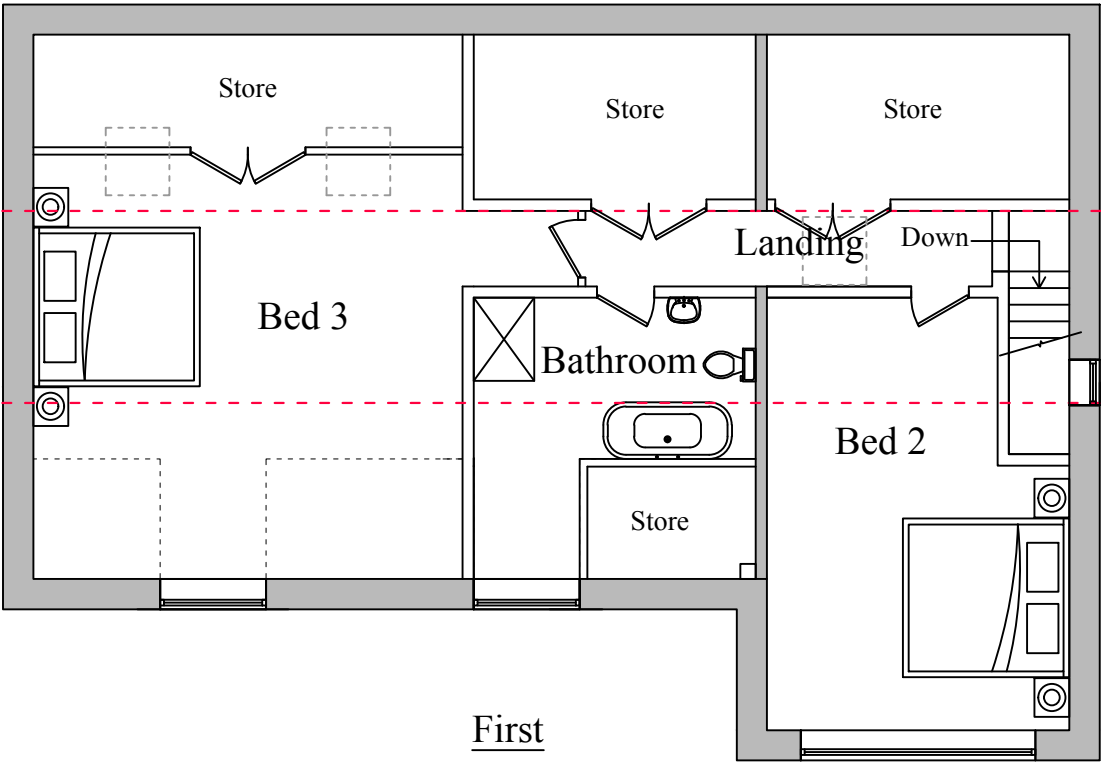 Store
Store
Store
Landing
Down
Bed 3
Bathroom
Bed 2
Store
First